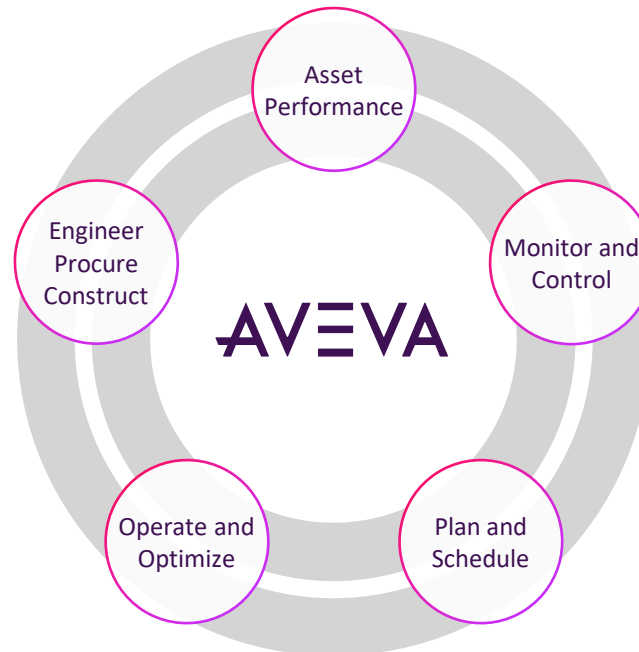 Asset
Performance
Engineer
Procure
Construct
Monitor and
Control
AVEVA
Operate and
Optimize
Plan and
Schedule